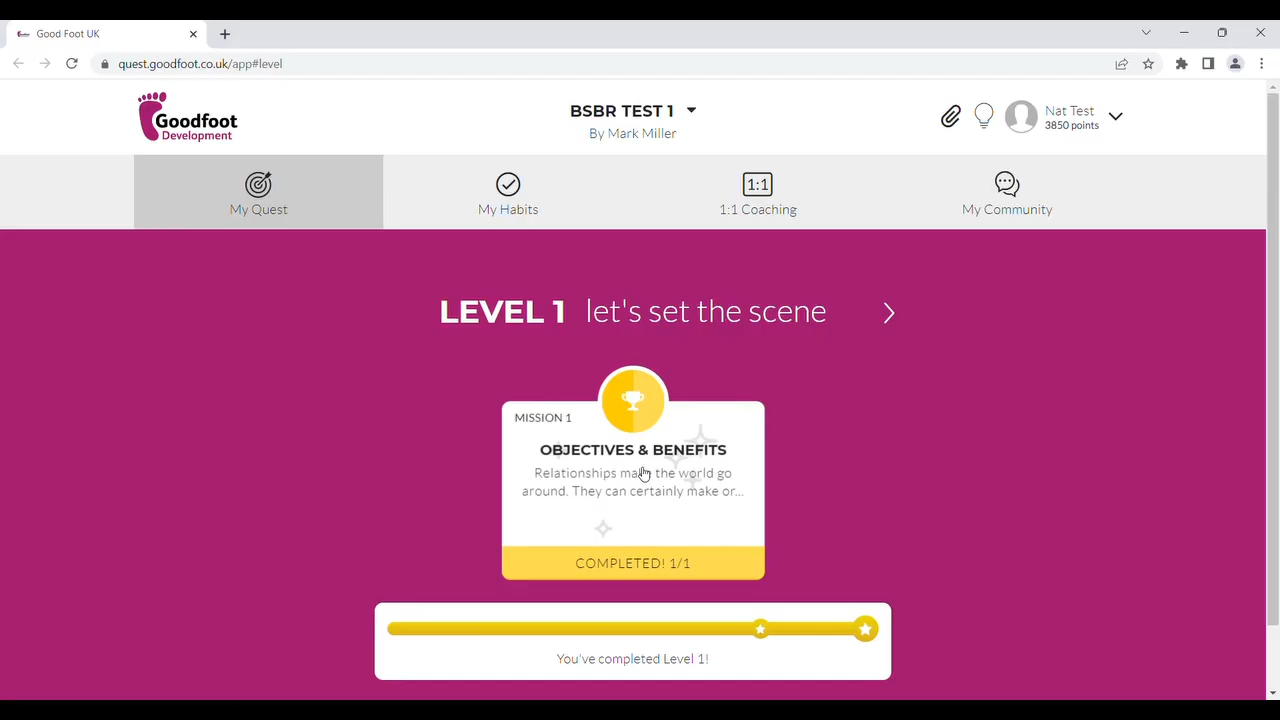 Good Foot UK
quest.goodfoot.co.uk/app#level
Goodfoot
Development
BSBR TEST 1
By Mark Miller
Nat Test
3850 points
My Quest
My Habits
1:1
1:1 Coaching
My Community
LEVEL 1 let's set the scene
MISSION 1
OBJECTIVES & BENEFITS
Relationships make the world go
around. They can certainly make or...
COMPLETED! 1/1
You've completed Level 1!